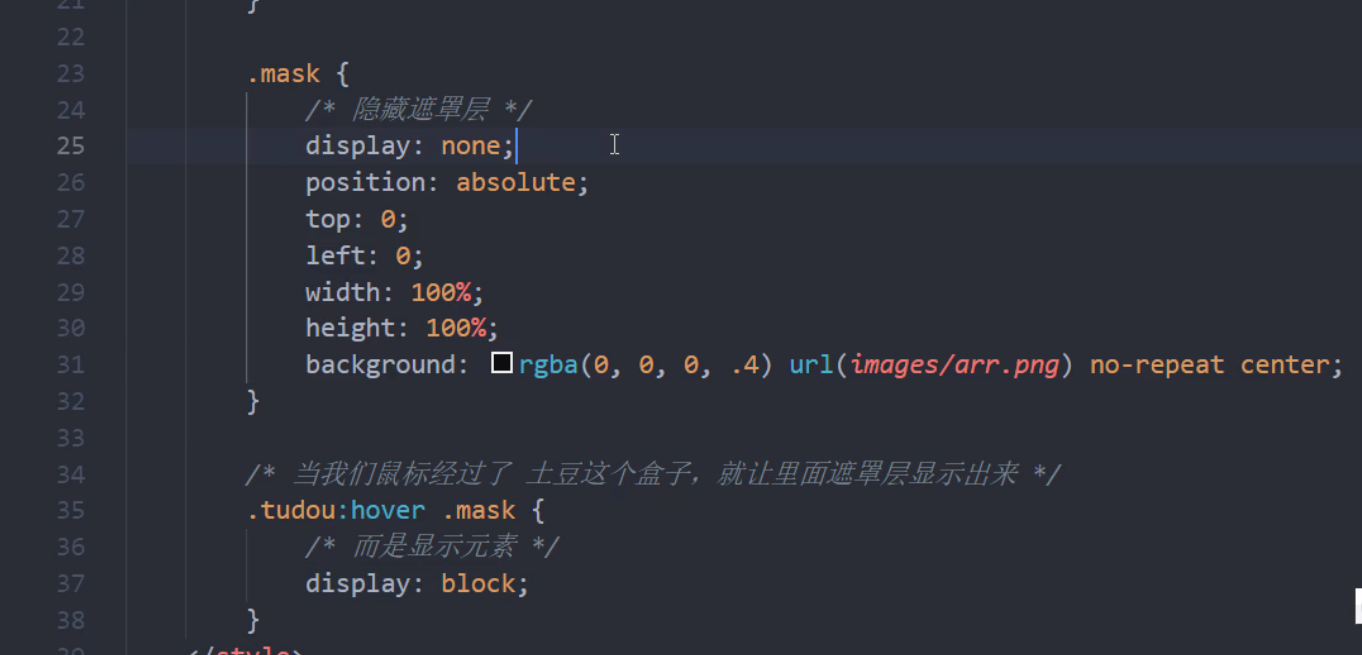 21 }
22
23 .mask {
24 /* 隐藏遮罩层 */
25 display: none;
26 position: absolute;
27 top: 0;
28 left: 0;
29 width: 100%;
30 height: 100%;
31 background: rgba(0, 0, 0, .4) url(images/arr.png) no-repeat center;
32 }
33
34 /* 当我们鼠标经过了 土豆这个盒子，就让里面遮罩层显示出来 */
35 .tudou:hover .mask {
36 /* 而是显示元素 */
37 display: block;
38 }
39 </style>